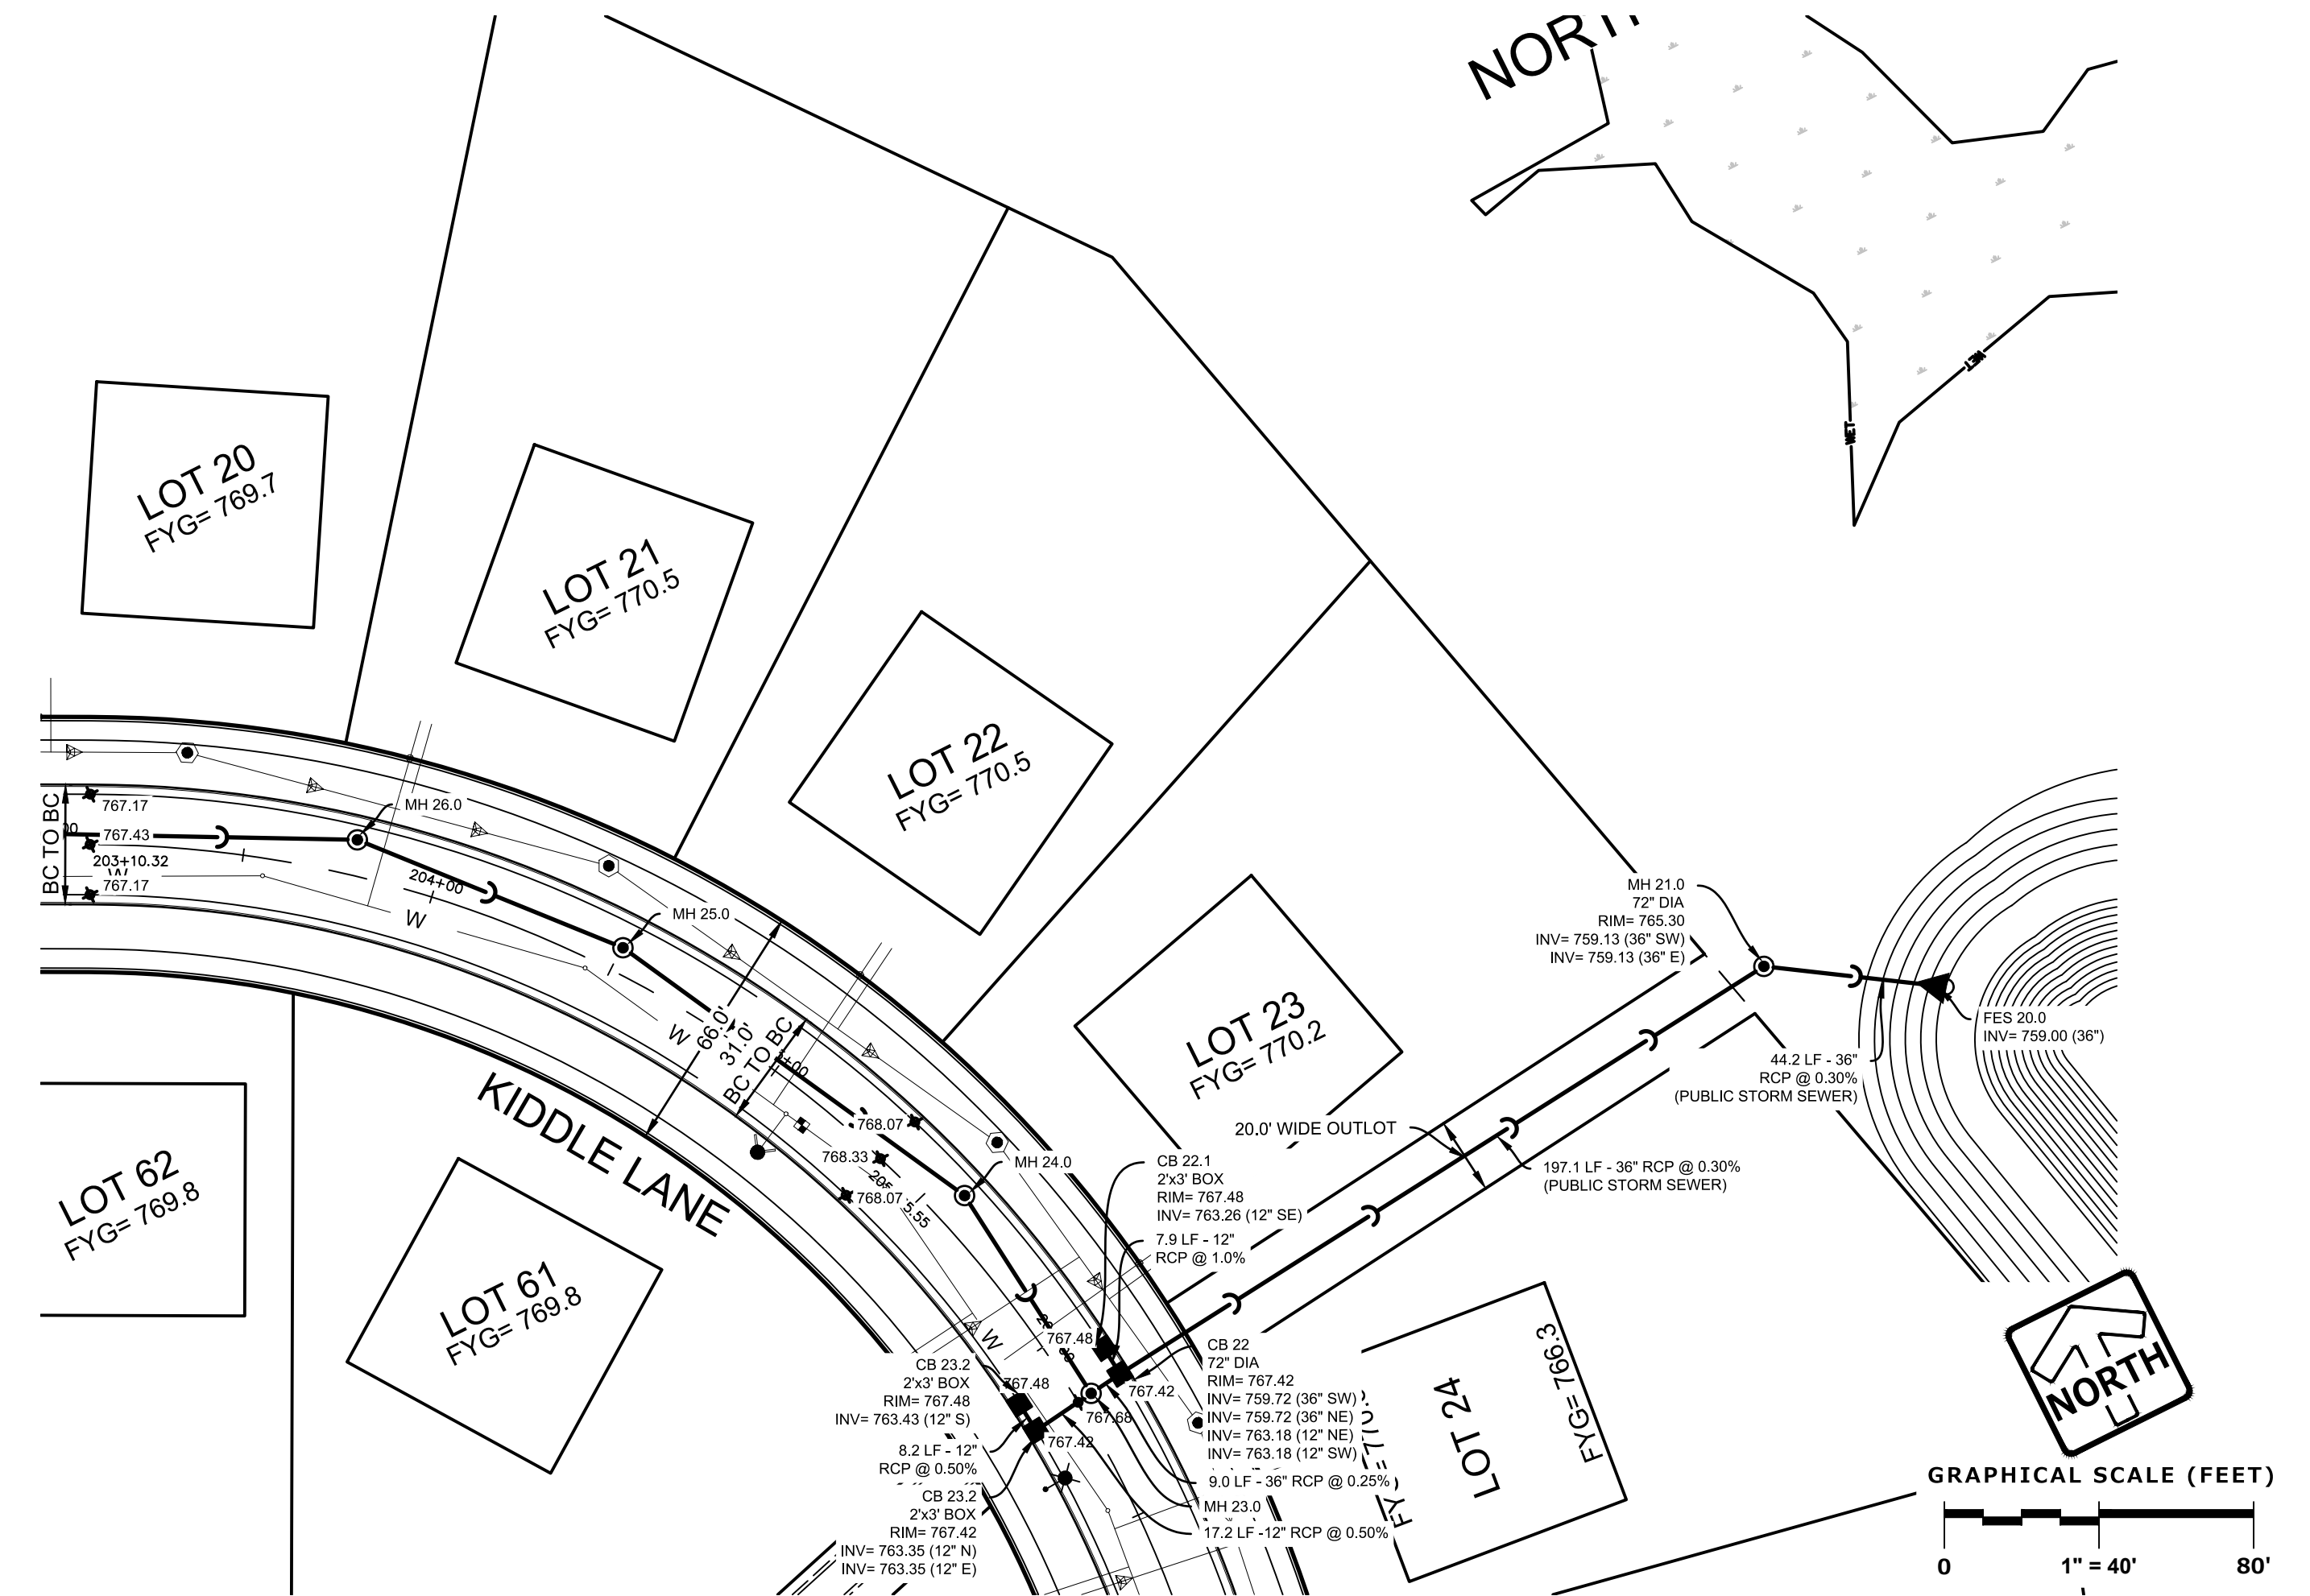 NORTH
WET
WET
LOT 20
FYG= 769.7
LOT 21
FYG= 770.5
LOT 22
FYG= 770.5
LOT 23
FYG= 770.2
MH 26.0
767.17
767.43
203+10.32
W
767.17
BC TO BC
204+00
W
MH 25.0
W
66.0'
31.0'
BC TO BC
KIDDLE LANE
768.07
768.33
768.07
5.55
MH 24.0
W
LOT 62
FYG= 769.8
LOT 61
FYG= 769.8
MH 21.0
72" DIA
RIM= 765.30
INV= 759.13 (36" SW)
INV= 759.13 (36" E)
FES 20.0
INV= 759.00 (36")
44.2 LF - 36"
RCP @ 0.30%
(PUBLIC STORM SEWER)
20.0' WIDE OUTLOT
197.1 LF - 36" RCP @ 0.30%
(PUBLIC STORM SEWER)
CB 22.1
2'x3' BOX
RIM= 767.48
INV= 763.26 (12" SE)
7.9 LF - 12"
RCP @ 1.0%
767.48
767.48
767.42
767.68
767.42
CB 22
72" DIA
RIM= 767.42
INV= 759.72 (36" SW)
INV= 759.72 (36" NE)
INV= 763.18 (12" NE)
INV= 763.18 (12" SW)
9.0 LF - 36" RCP @ 0.25%
MH 23.0
17.2 LF -12" RCP @ 0.50%
CB 23.2
2'x3' BOX
RIM= 767.48
INV= 763.43 (12" S)
8.2 LF - 12"
RCP @ 0.50%
CB 23.2
2'x3' BOX
RIM= 767.42
INV= 763.35 (12" N)
INV= 763.35 (12" E)
LOT 24
FYG= 766.3
NORTH
GRAPHICAL SCALE (FEET)
0 1" = 40' 80'